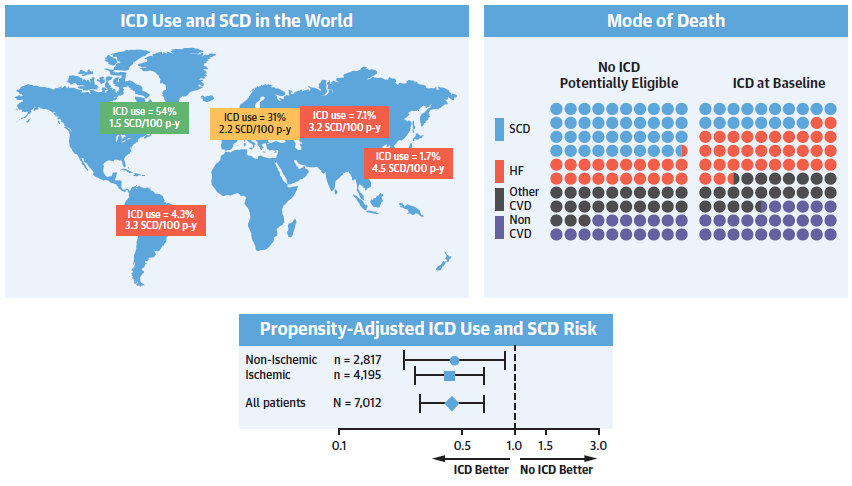 ICD Use and SCD in the World
ICD use = 54%
1.5 SCD/100 p-y
ICD use = 31%
2.2 SCD/100 p-y
ICD use = 7.1%
3.2 SCD/100 p-y
ICD use = 1.7%
4.5 SCD/100 p-y
ICD use = 4.3%
3.3 SCD/100 p-y
Mode of Death
No ICD
Potentially Eligible
ICD at Baseline
SCD
HF
Other
CVD
Non
CVD
Propensity-Adjusted ICD Use and SCD Risk
Non-Ischemic n = 2,817
Ischemic n = 4,195
All patients N = 7,012
0.1 0.5 1.0 1.5 3.0
ICD Better No ICD Better